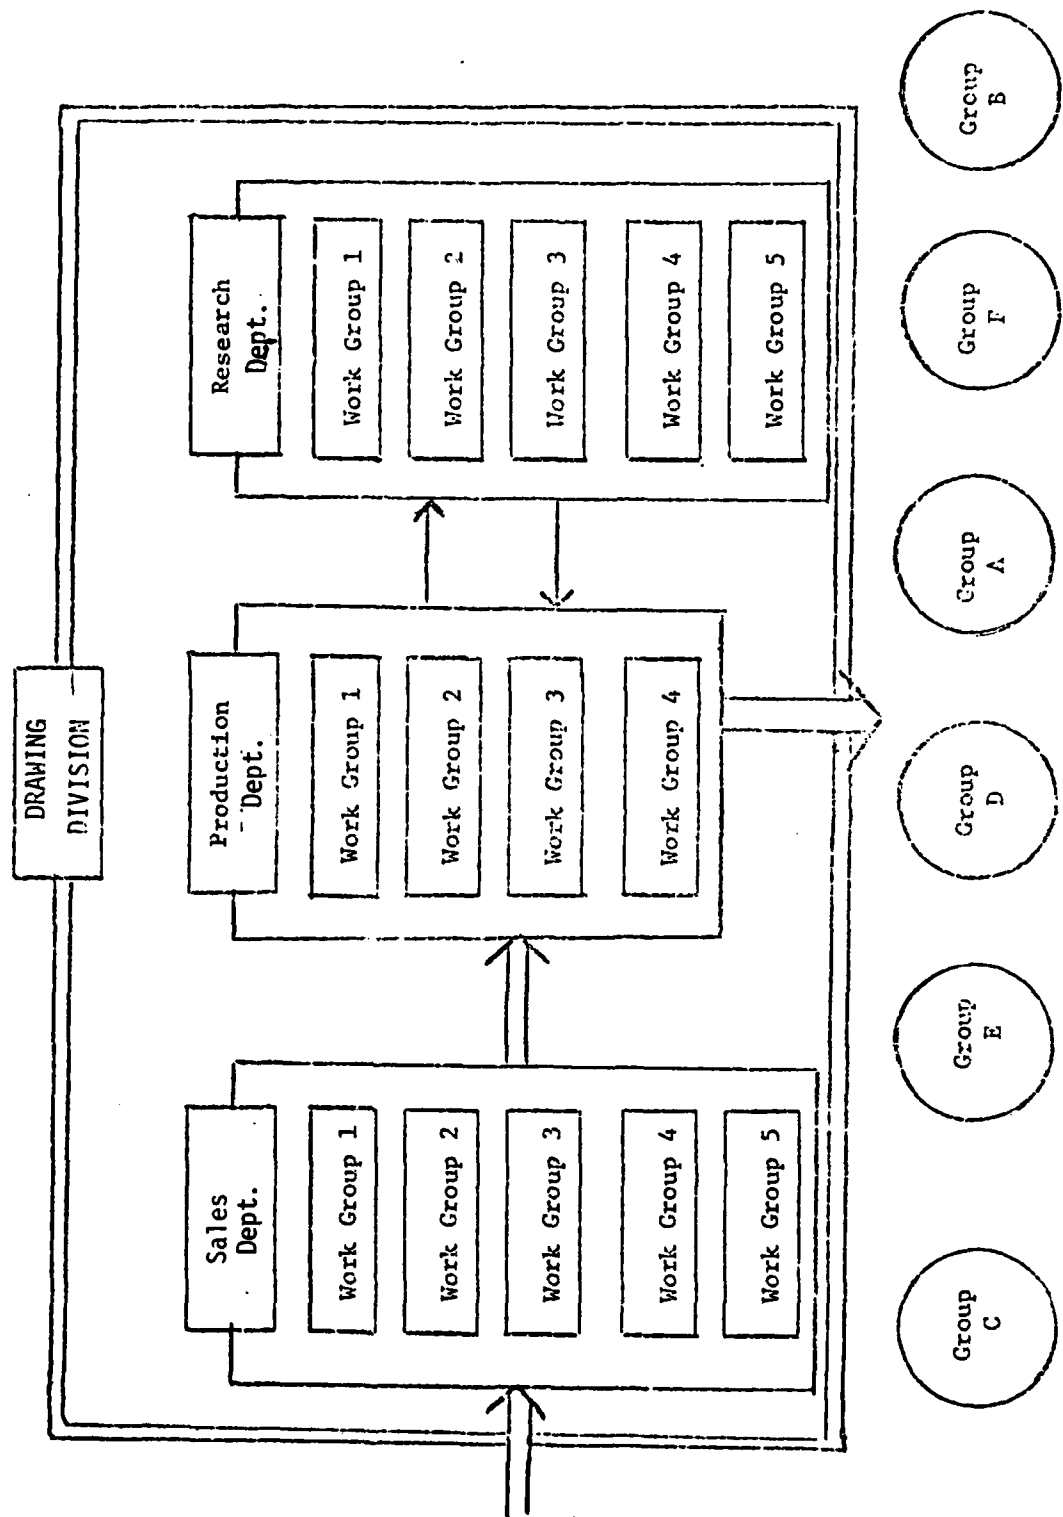 DRAWING
DIVISION
Sales
Dept.
Work Group 1
Work Group 2
Work Group 3
Work Group 4
Work Group 5
Production
Dept.
Work Group 1
Work Group 2
Work Group 3
Work Group 4
Research
Dept.
Work Group 1
Work Group 2
Work Group 3
Work Group 4
Work Group 5
Group
C
Group
E
Group
D
Group
A
Group
F
Group
B